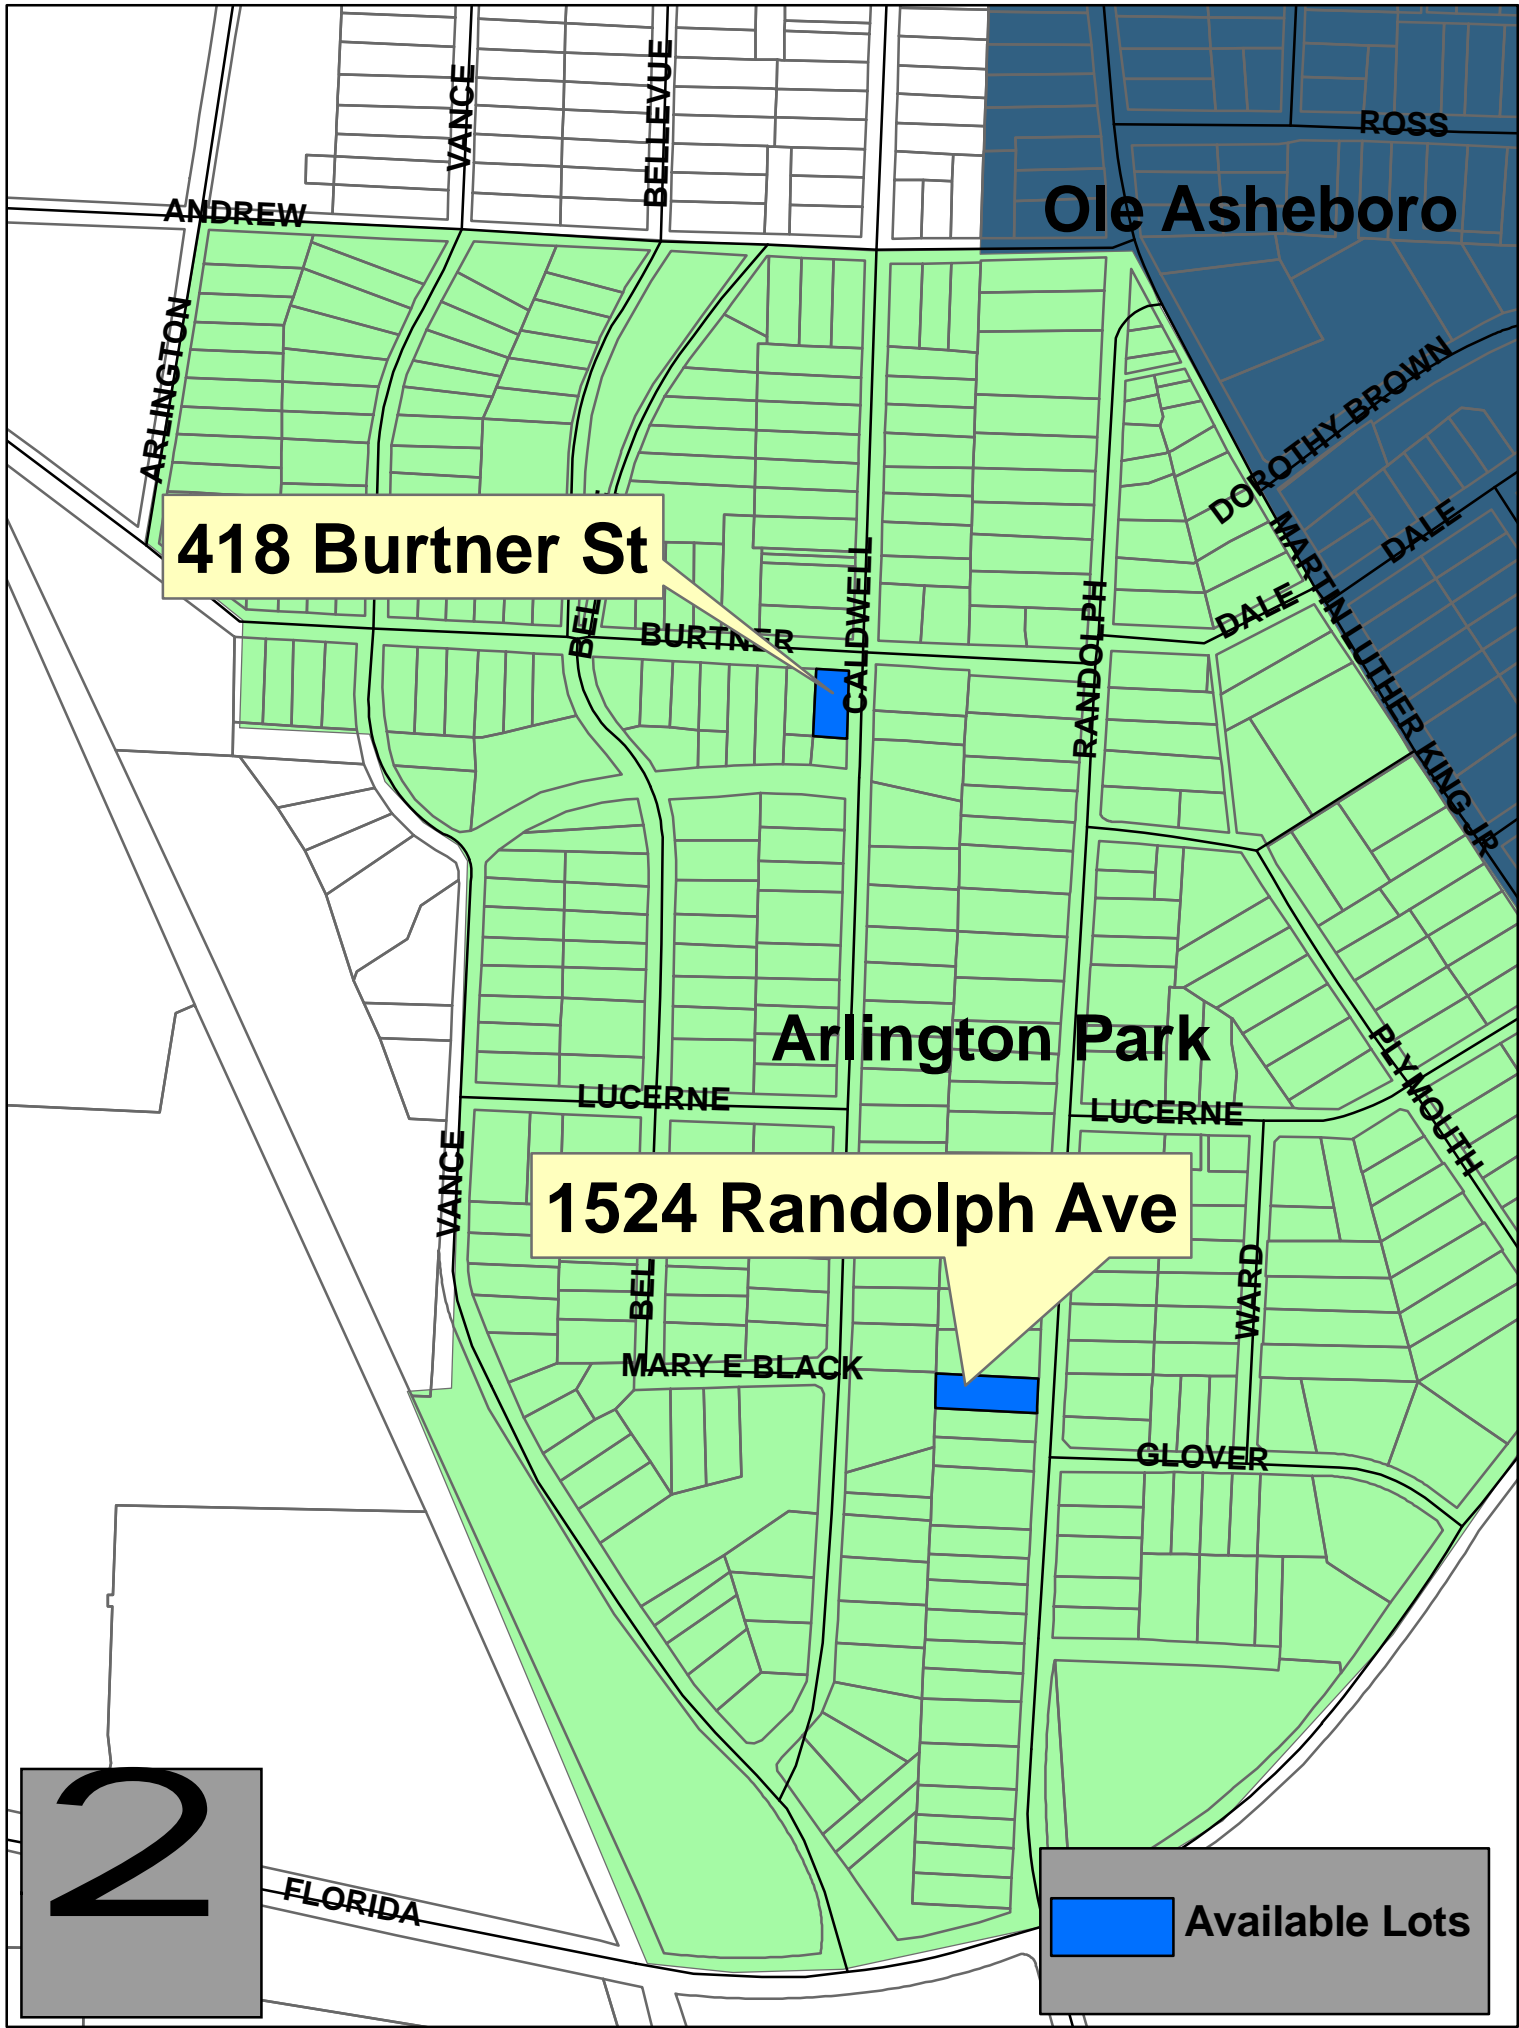 VANCE
BELLEVUE
ROSS
Ole Asheboro
ANDREW
ARLINGTON
DOROTHY BROWN
DALE
418 Burtner St
MARTIN LUTHER KING JR
CALDWELL
RANDOLPH
DALE
BEL
BURTNER
Arlington Park
PLYMOUTH
LUCERNE
LUCERNE
VANCE
1524 Randolph Ave
BEL
WARD
MARY E BLACK
GLOVER
2
FLORIDA
Available Lots